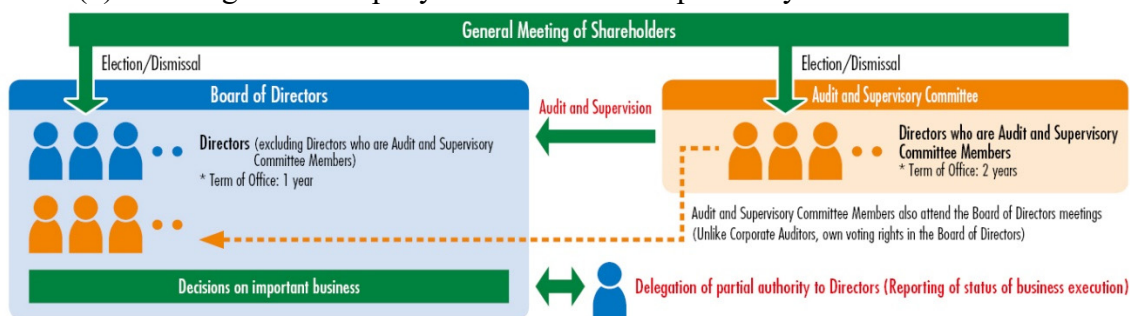 General Meeting of Shareholders
Election/Dismissal
Election/Dismissal
Board of Directors
Audit and Supervision
Audit and Supervisory Committee
Directors (excluding Directors who are Audit and Supervisory
Committee Members)
* Term of Office: 1 year
Directors who are Audit and Supervisory
Committee Members
* Term of Office: 2 years
Audit and Supervisory Committee Members also attend the Board of Directors meetings
(Unlike Corporate Auditors, own voting rights in the Board of Directors)
Decisions on important business
Delegation of partial authority to Directors (Reporting of status of business execution)